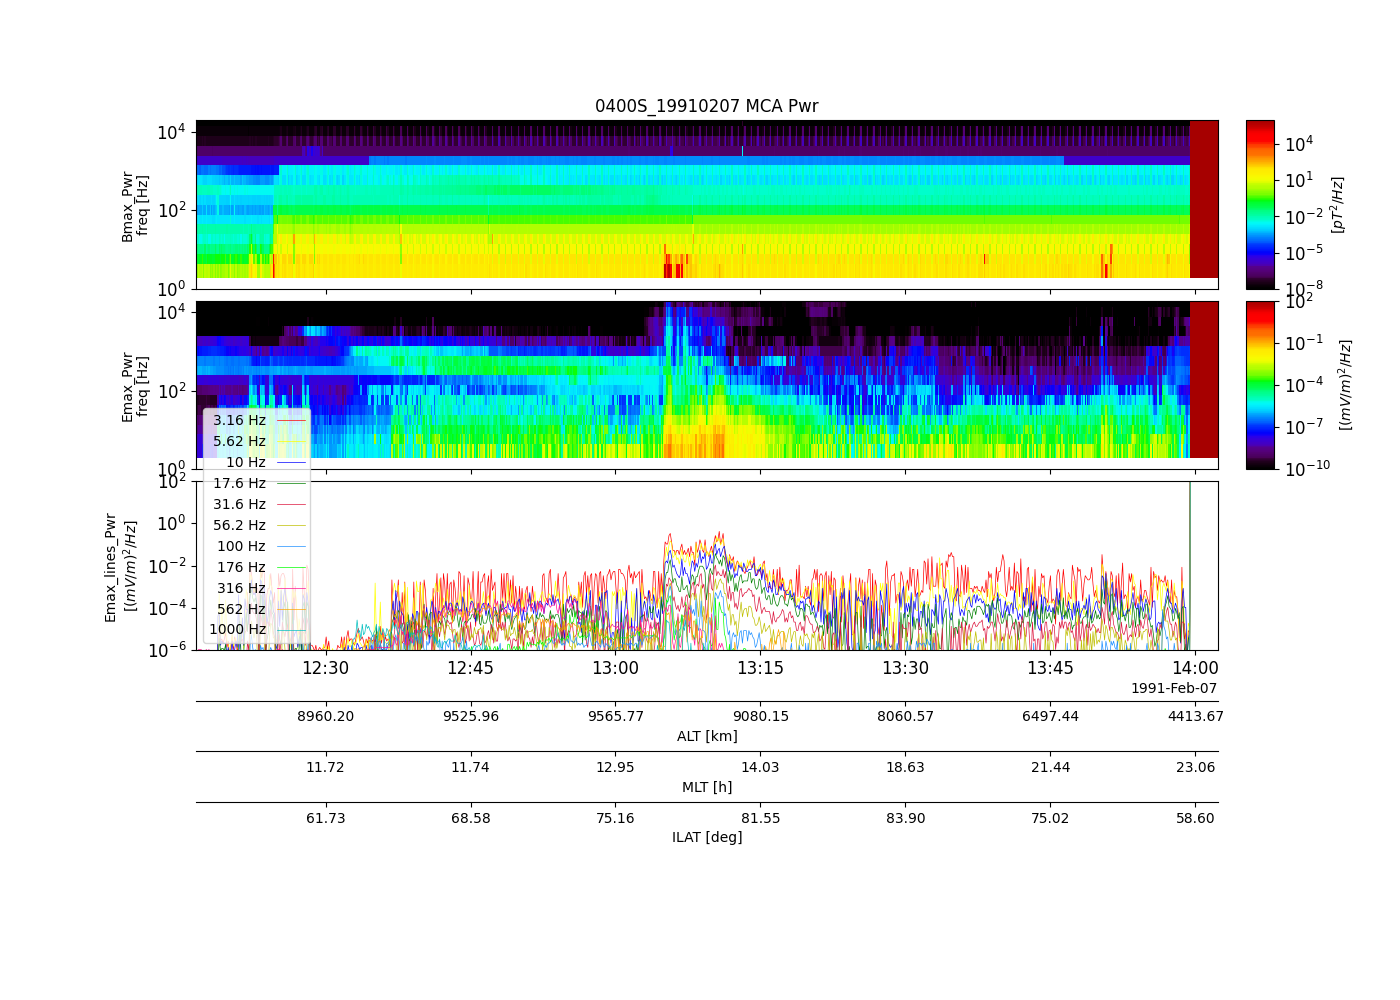 0400S_19910207 MCA Pwr
10^4
10^2
10^0
Bmax_Pwr
freq [Hz]
10^4
10^1
10^-2
10^-5
10^-8
[pT^2/Hz]
10^4
10^2
10^0
Emax_Pwr
freq [Hz]
10^2
10^-1
10^-4
10^-7
10^-10
[(mV/m)^2/Hz]
3.16 Hz
5.62 Hz
10 Hz
17.6 Hz
31.6 Hz
56.2 Hz
100 Hz
176 Hz
316 Hz
562 Hz
1000 Hz
10^2
10^0
10^-2
10^-4
10^-6
Emax_lines_Pwr
[(mV/m)^2/Hz]
12:30 12:45 13:00 13:15 13:30 13:45 14:00
1991-Feb-07
8960.20 9525.96 9565.77 9080.15 8060.57 6497.44 4413.67
ALT [km]
11.72 11.74 12.95 14.03 18.63 21.44 23.06
MLT [h]
61.73 68.58 75.16 81.55 83.90 75.02 58.60
ILAT [deg]